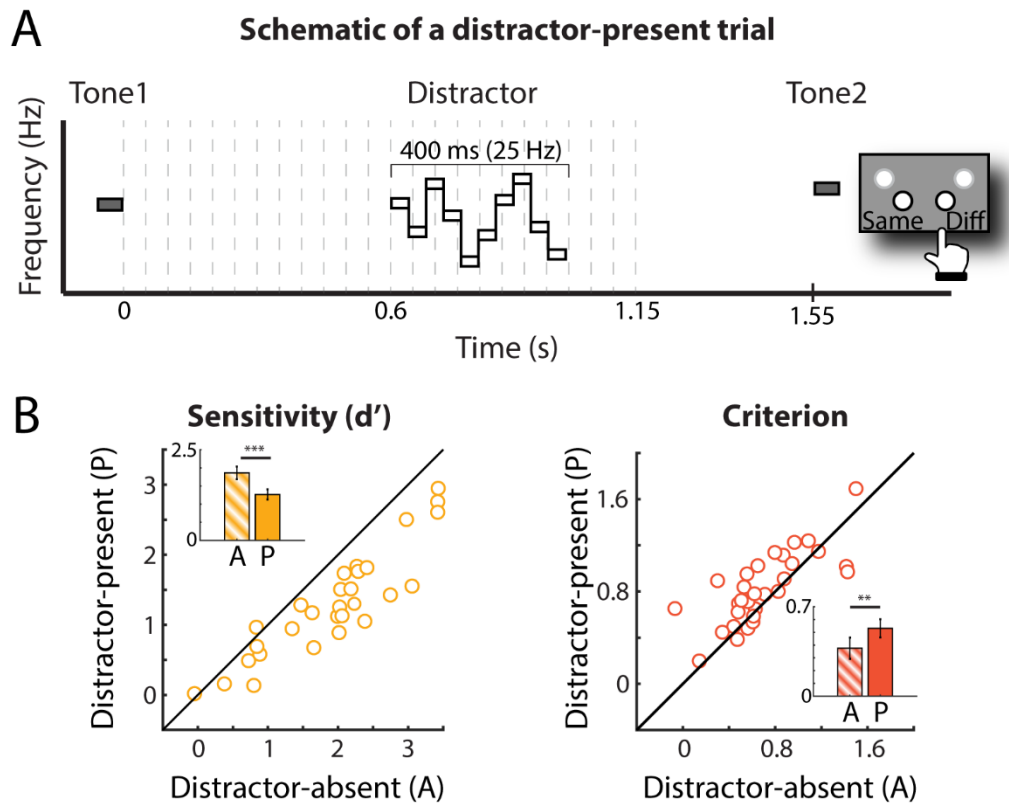 A
Schematic of a distractor-present trial
Tone1
Distractor
Tone2
400 ms (25 Hz)
Same
Diff
Frequency (Hz)
0
0.6
1.15
1.55
Time (s)
B
Sensitivity (d’)
Distractor-present (P)
3
2
1
0
2.5
0
***
A
P
0
1
2
3
Distractor-absent (A)
Criterion
Distractor-present (P)
1.6
0.8
0
0.7
0
**
A
P
0
0.8
1.6
Distractor-absent (A)